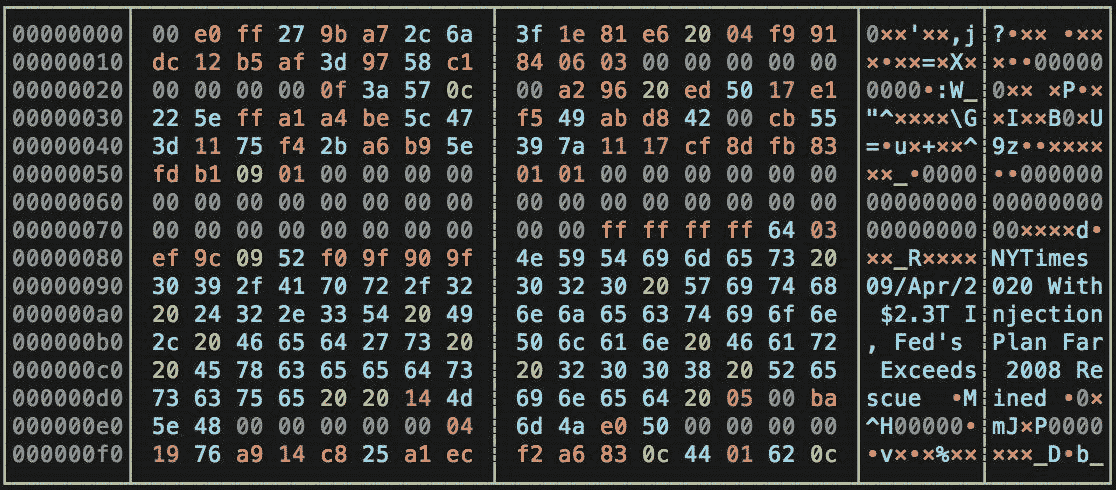 00000000 00 e0 ff 27 9b a7 2c 6a 3f 1e 81 e6 20 04 f9 91 0××'××,j ?•×× •××
00000010 dc 12 b5 af 3d 97 58 c1 84 06 03 00 00 00 00 00 ו××=×X× ו•00000
00000020 00 00 00 00 0f 3a 57 0c 00 a2 96 20 ed 50 17 e1 0000•:W_ 0×× ×P•×
00000030 22 5e ff a1 a4 be 5c 47 f5 49 ab d8 42 00 cb 55 "^××××\G ×I××B0×U
00000040 3d 11 75 f4 2b a6 b9 5e 39 7a 11 17 cf 8d fb 83 =•u×+××^ 9z••××××
00000050 fd b1 09 01 00 00 00 00 01 01 00 00 00 00 00 00 ××_•0000 ••000000
00000060 00 00 00 00 00 00 00 00 00 00 00 00 00 00 00 00 00000000 00000000
00000070 00 00 00 00 00 00 00 00 00 00 ff ff ff ff 64 03 00000000 00××××d•
00000080 ef 9c 09 52 f0 9f 90 9f 4e 59 54 69 6d 65 73 20 ××_R×××× NYTimes
00000090 30 39 2f 41 70 72 2f 32 30 32 30 20 57 69 74 68 09/Apr/2 020 With
000000a0 20 24 32 2e 33 54 20 49 6e 6a 65 63 74 69 6f 6e $2.3T I njection
000000b0 2c 20 46 65 64 27 73 20 50 6c 61 6e 20 46 61 72 , Fed's Plan Far
000000c0 20 45 78 63 65 65 64 73 20 32 30 30 38 20 52 65 Exceeds 2008 Re
000000d0 73 63 75 65 20 20 14 4d 69 6e 65 64 20 05 00 ba scue •M ined •0×
000000e0 5e 48 00 00 00 00 00 04 6d 4a e0 50 00 00 00 00 ^H00000• mJ×P0000
000000f0 19 76 a9 14 c8 25 a1 ec f2 a6 83 0c 44 01 62 0c •v×•×%×× ×××_D•b_